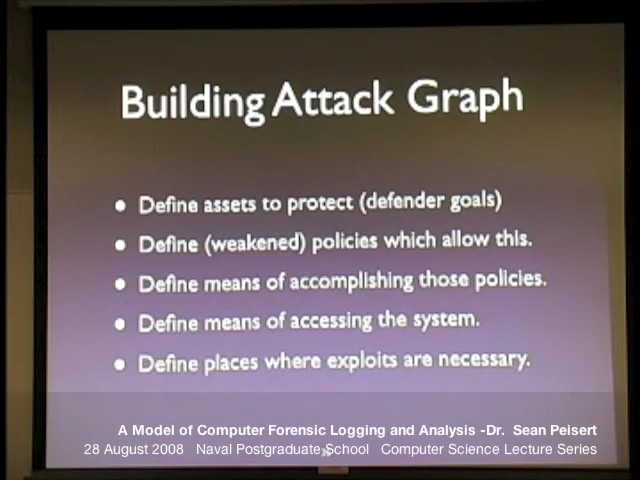 Building Attack Graph
• Define assets to protect (defender goals)
• Define (weakened) policies which allow this.
• Define means of accomplishing those policies.
• Define means of accessing the system.
• Define places where exploits are necessary.
A Model of Computer Forensic Logging and Analysis -Dr. Sean Peisert
28 August 2008 Naval Postgraduate School Computer Science Lecture Series